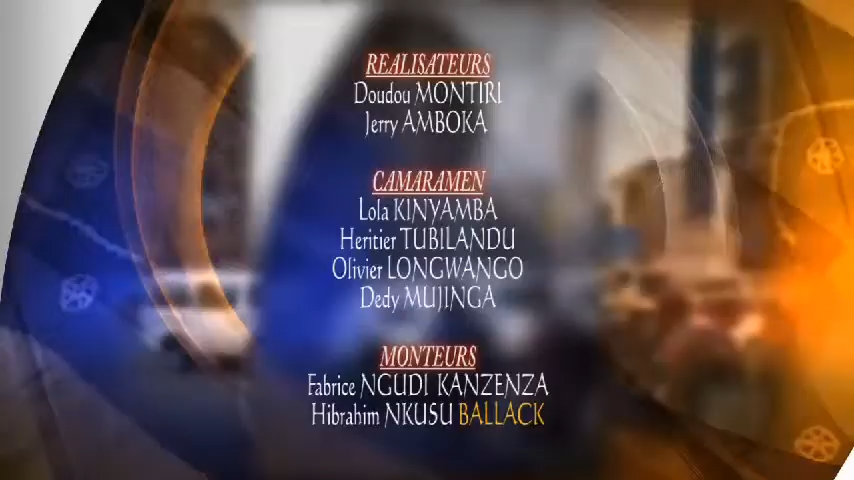 REALISATEURS
Doudou MONTIRI
Jerry AMBOKA
CAMARAMEN
Lola KINYAMBA
Heritier TUBILANDU
Olivier LONGWANGO
Dedy MUJINGA
MONTEURS
Fabrice NGUDI KANZENZA
Hibrahim NKUSU BALLACK